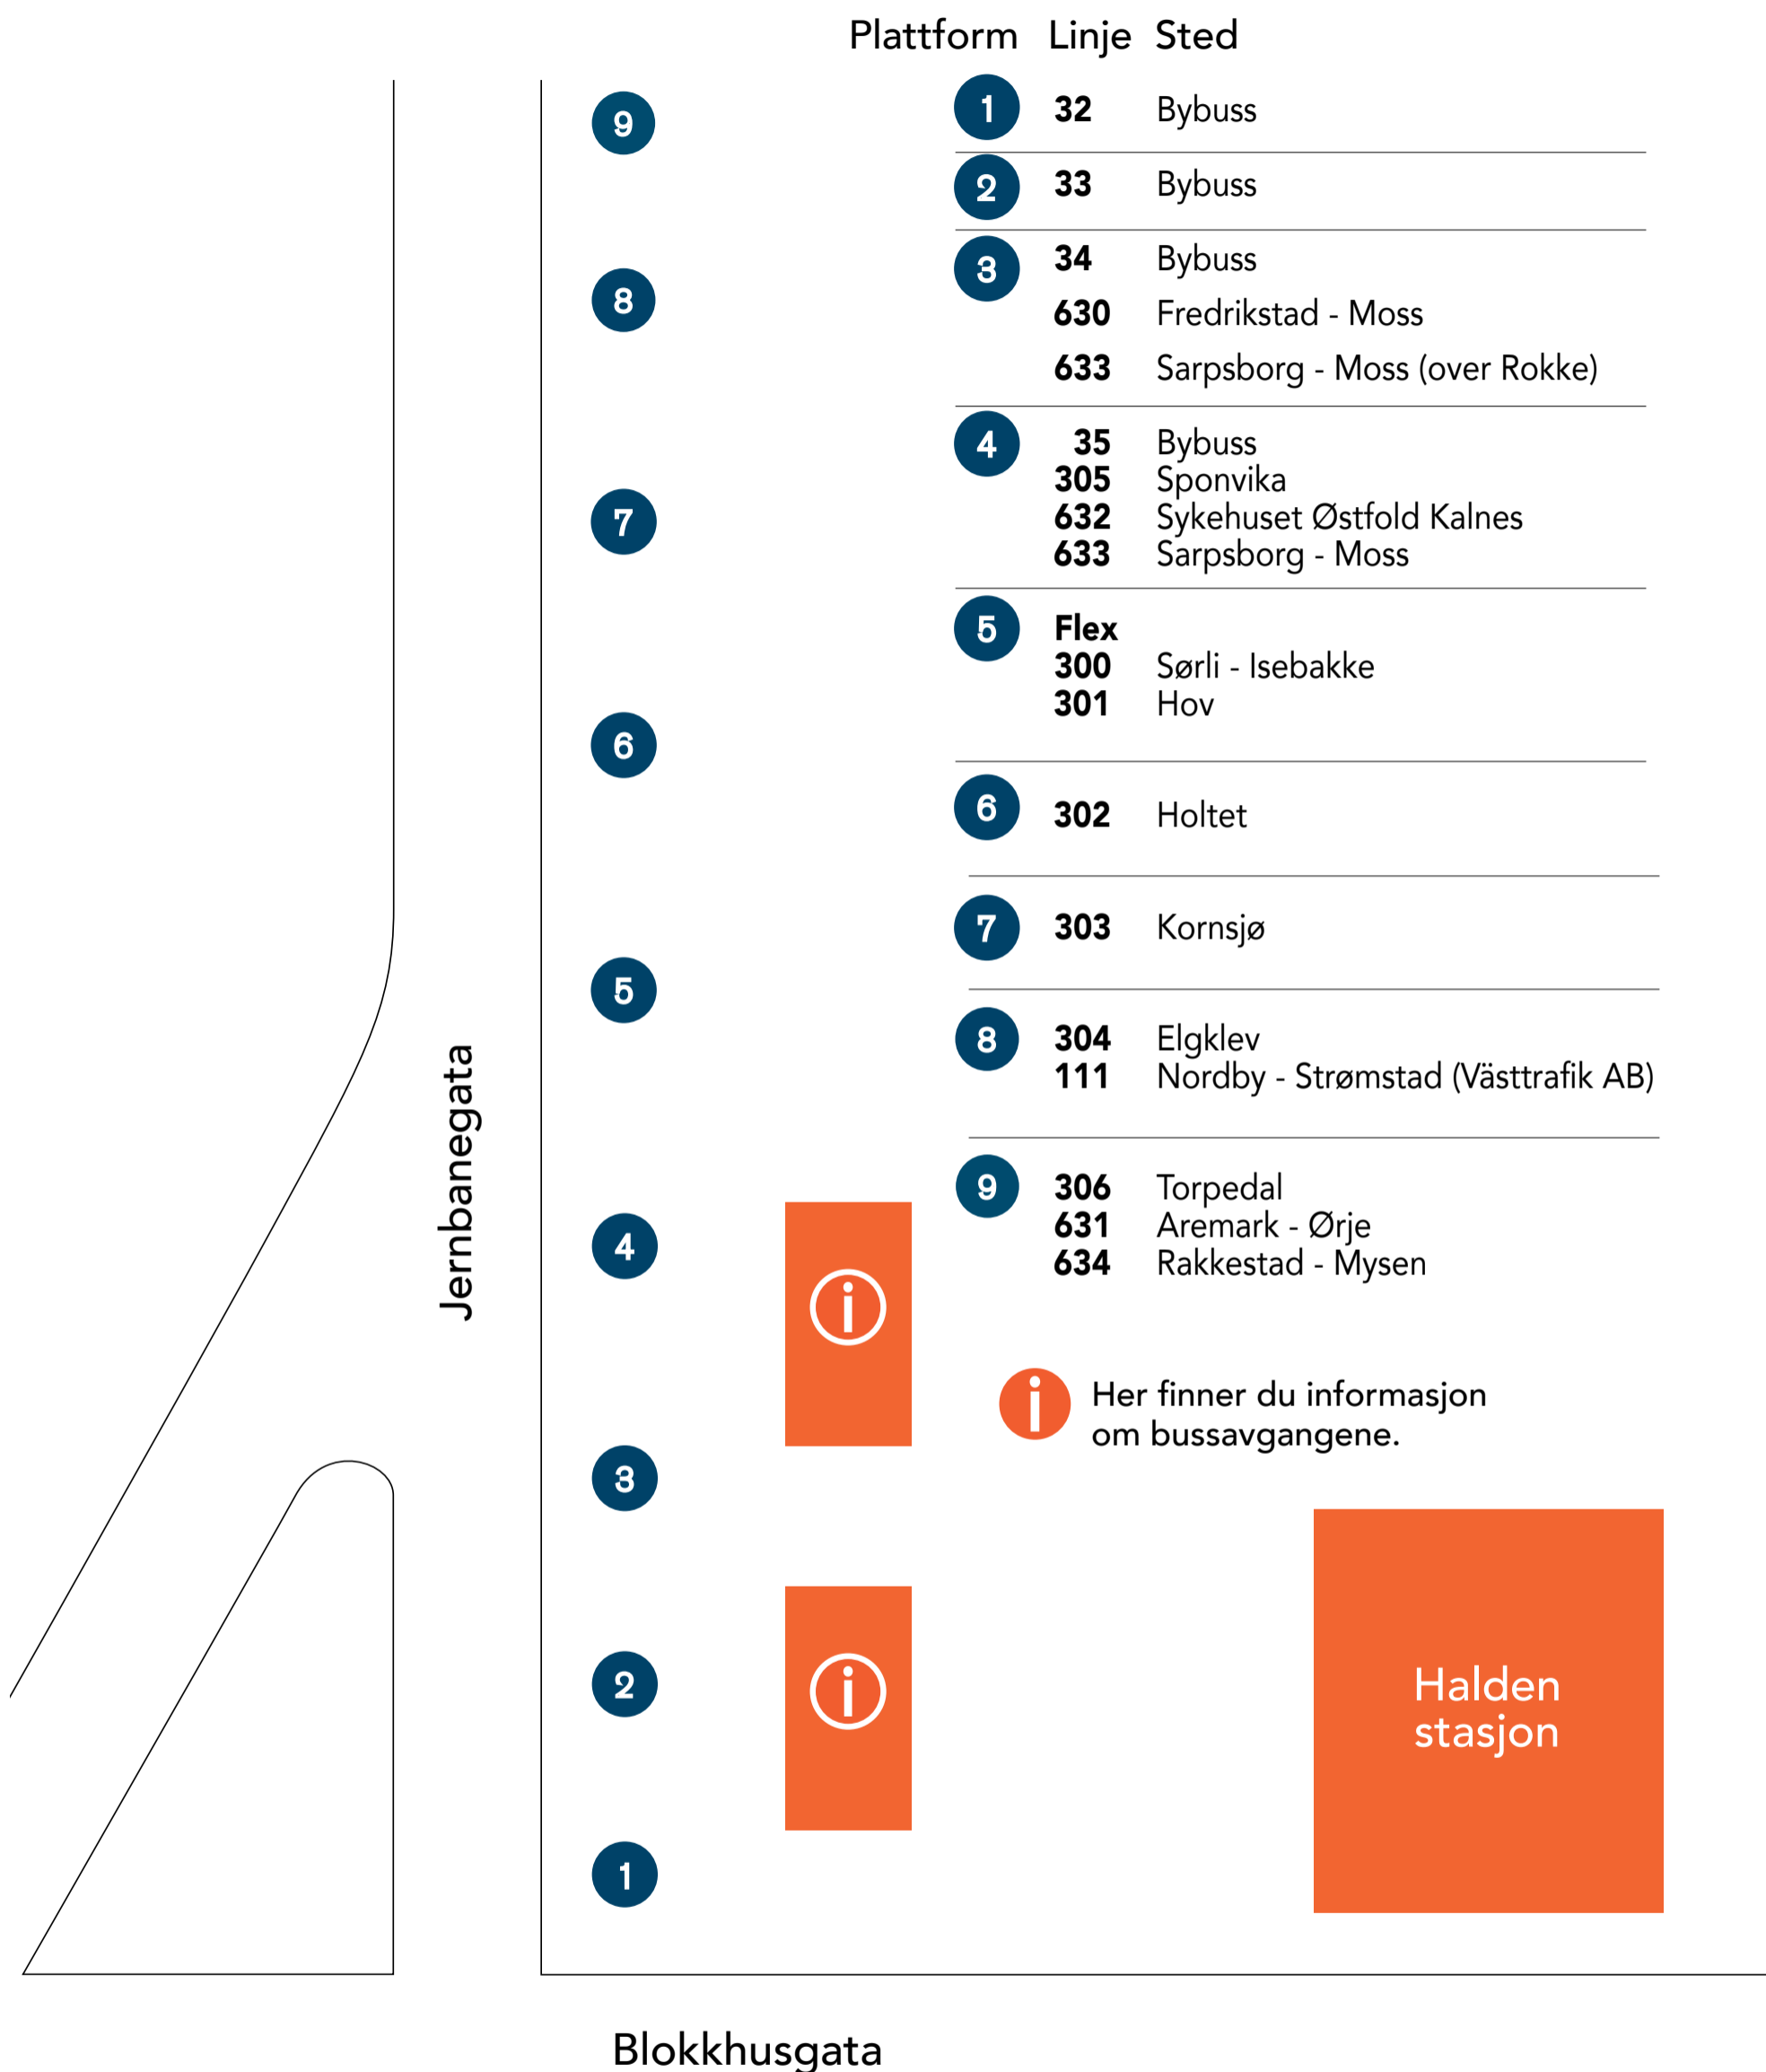 Plattform Linje Sted
1 32 Bybuss
2 33 Bybuss
3 34 Bybuss
630 Fredrikstad - Moss
633 Sarpsborg - Moss (over Rokke)
4 35 Bybuss
305 Sponvika
632 Sykehuset Østfold Kalnes
633 Sarpsborg - Moss
5 Flex
300 Sørli - Isebakke
301 Hov
6 302 Holtet
7 303 Kornsjø
8 304 Elgklev
111 Nordby - Strømstad (Västtrafik AB)
9 306 Torpedal
631 Aremark - Ørje
634 Rakkestad - Mysen
i Her finner du informasjon
om bussavgangene.
9
8
7
6
5
4
3
2
1
i
i
Jernbanegata
Halden
stasjon
Blokkhusgata